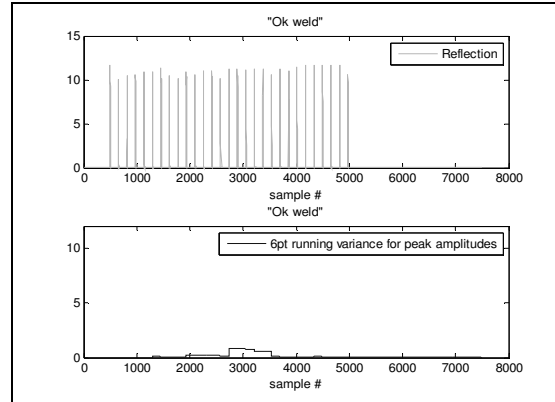 "Ok weld"
15
10
5
0
Reflection
0 1000 2000 3000 4000 5000 6000 7000 8000
sample #
"Ok weld"
10
5
0
6pt running variance for peak amplitudes
0 1000 2000 3000 4000 5000 6000 7000 8000
sample #